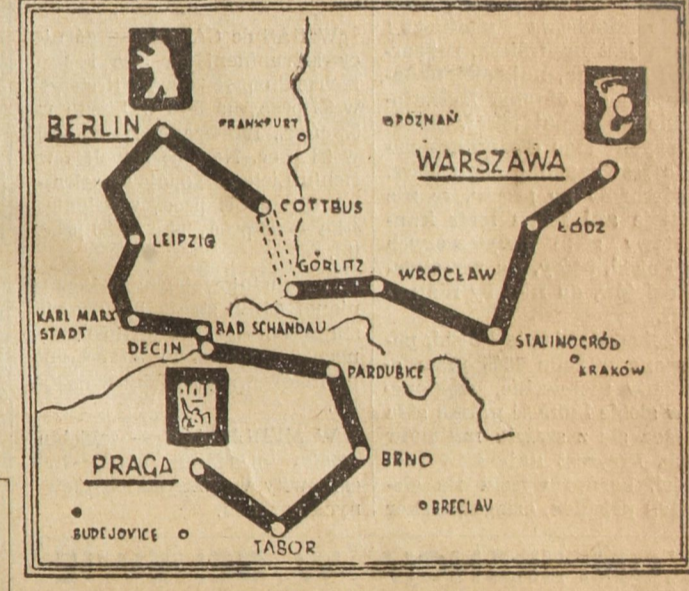 BERLIN
FRANKFURT
POZNAŃ
WARSZAWA
COTTBUS
ŁÓDZ
LEIPZIG
GÖRLITZ
WROCŁAW
KARL MARX
STADT
BAD SCHANDAU
STALINOGRÓD
DECIN
KRAKÓW
PARDUBICE
PRAGA
BRNO
BRECLAV
BUDEJOVICE
TABOR